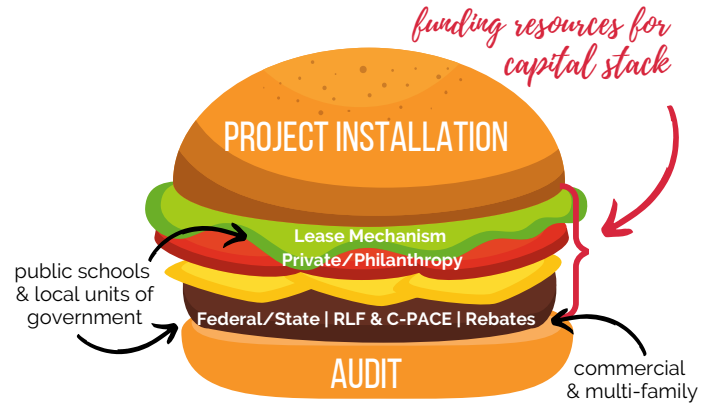 funding resources for
capital stack
PROJECT INSTALLATION
Lease Mechanism
Private/Philanthropy
public schools
& local units of
government
Federal/State | RLF & C-PACE | Rebates
commercial
& multi-family
AUDIT